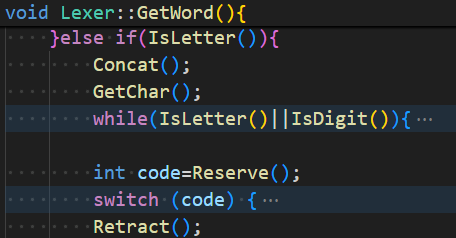 void Lexer::GetWord(){
}else if(IsLetter()){
Concat();
GetChar();
while(IsLetter()||IsDigit()){⋯
int code=Reserve();
switch (code) {⋯
Retract();